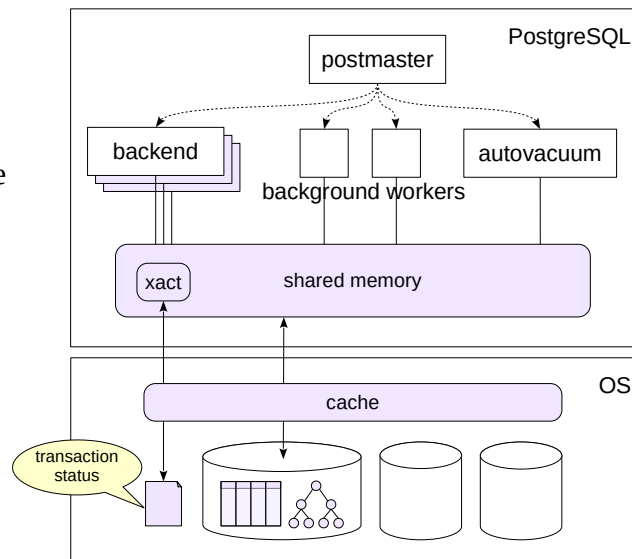 PostgreSQL
postmaster
backend
autovacuum
e
background workers
xact
shared memory
OS
cache
transaction
status